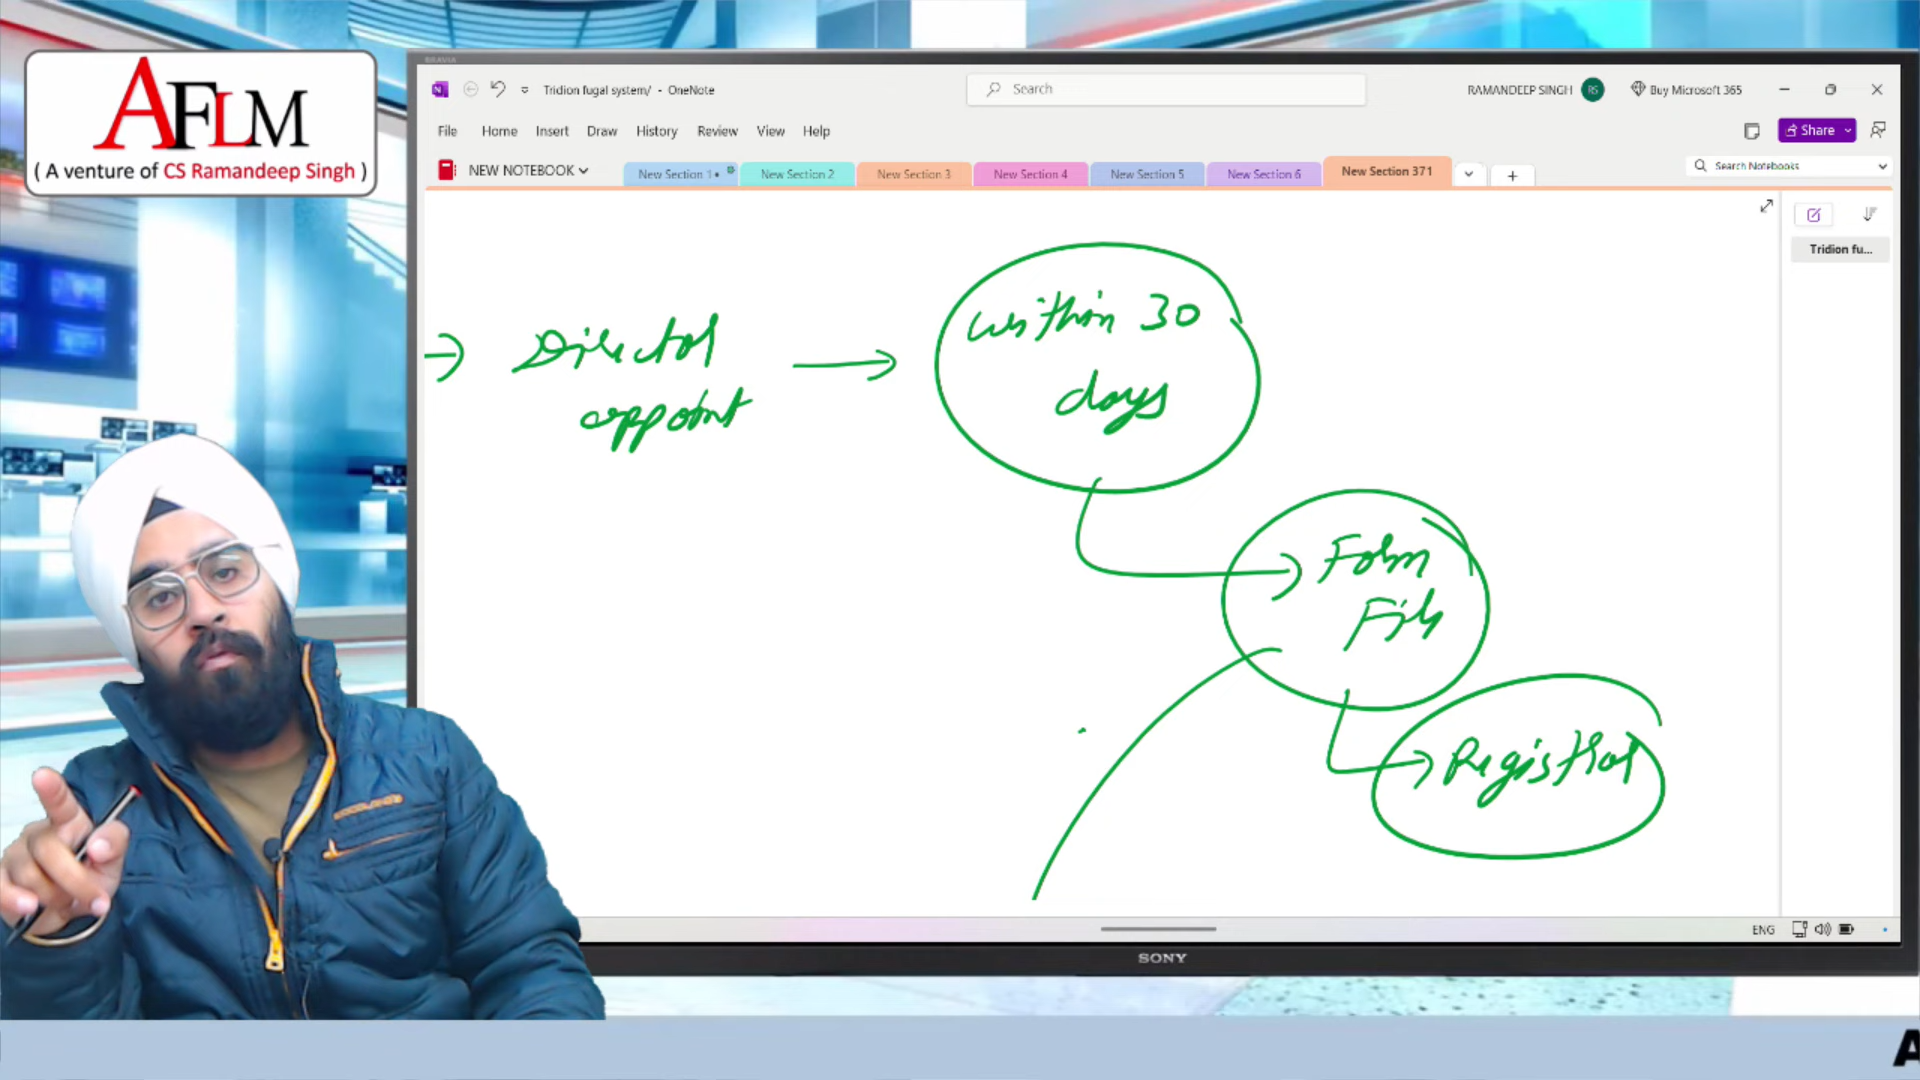 AFLM
( A venture of CS Ramandeep Singh )
BRAVIA
Tridion fugal system/ - OneNote
Search
RAMANDEEP SINGH
RS
Buy Microsoft 365
File
Home
Insert
Draw
History
Review
View
Help
Share
NEW NOTEBOOK
New Section 1
New Section 2
New Section 3
New Section 4
New Section 5
New Section 6
New Section 371
+
Search Notebooks
Tridion fu...
Director
appoint
within 30
days
Form
File
Registrar
ENG
SONY
A